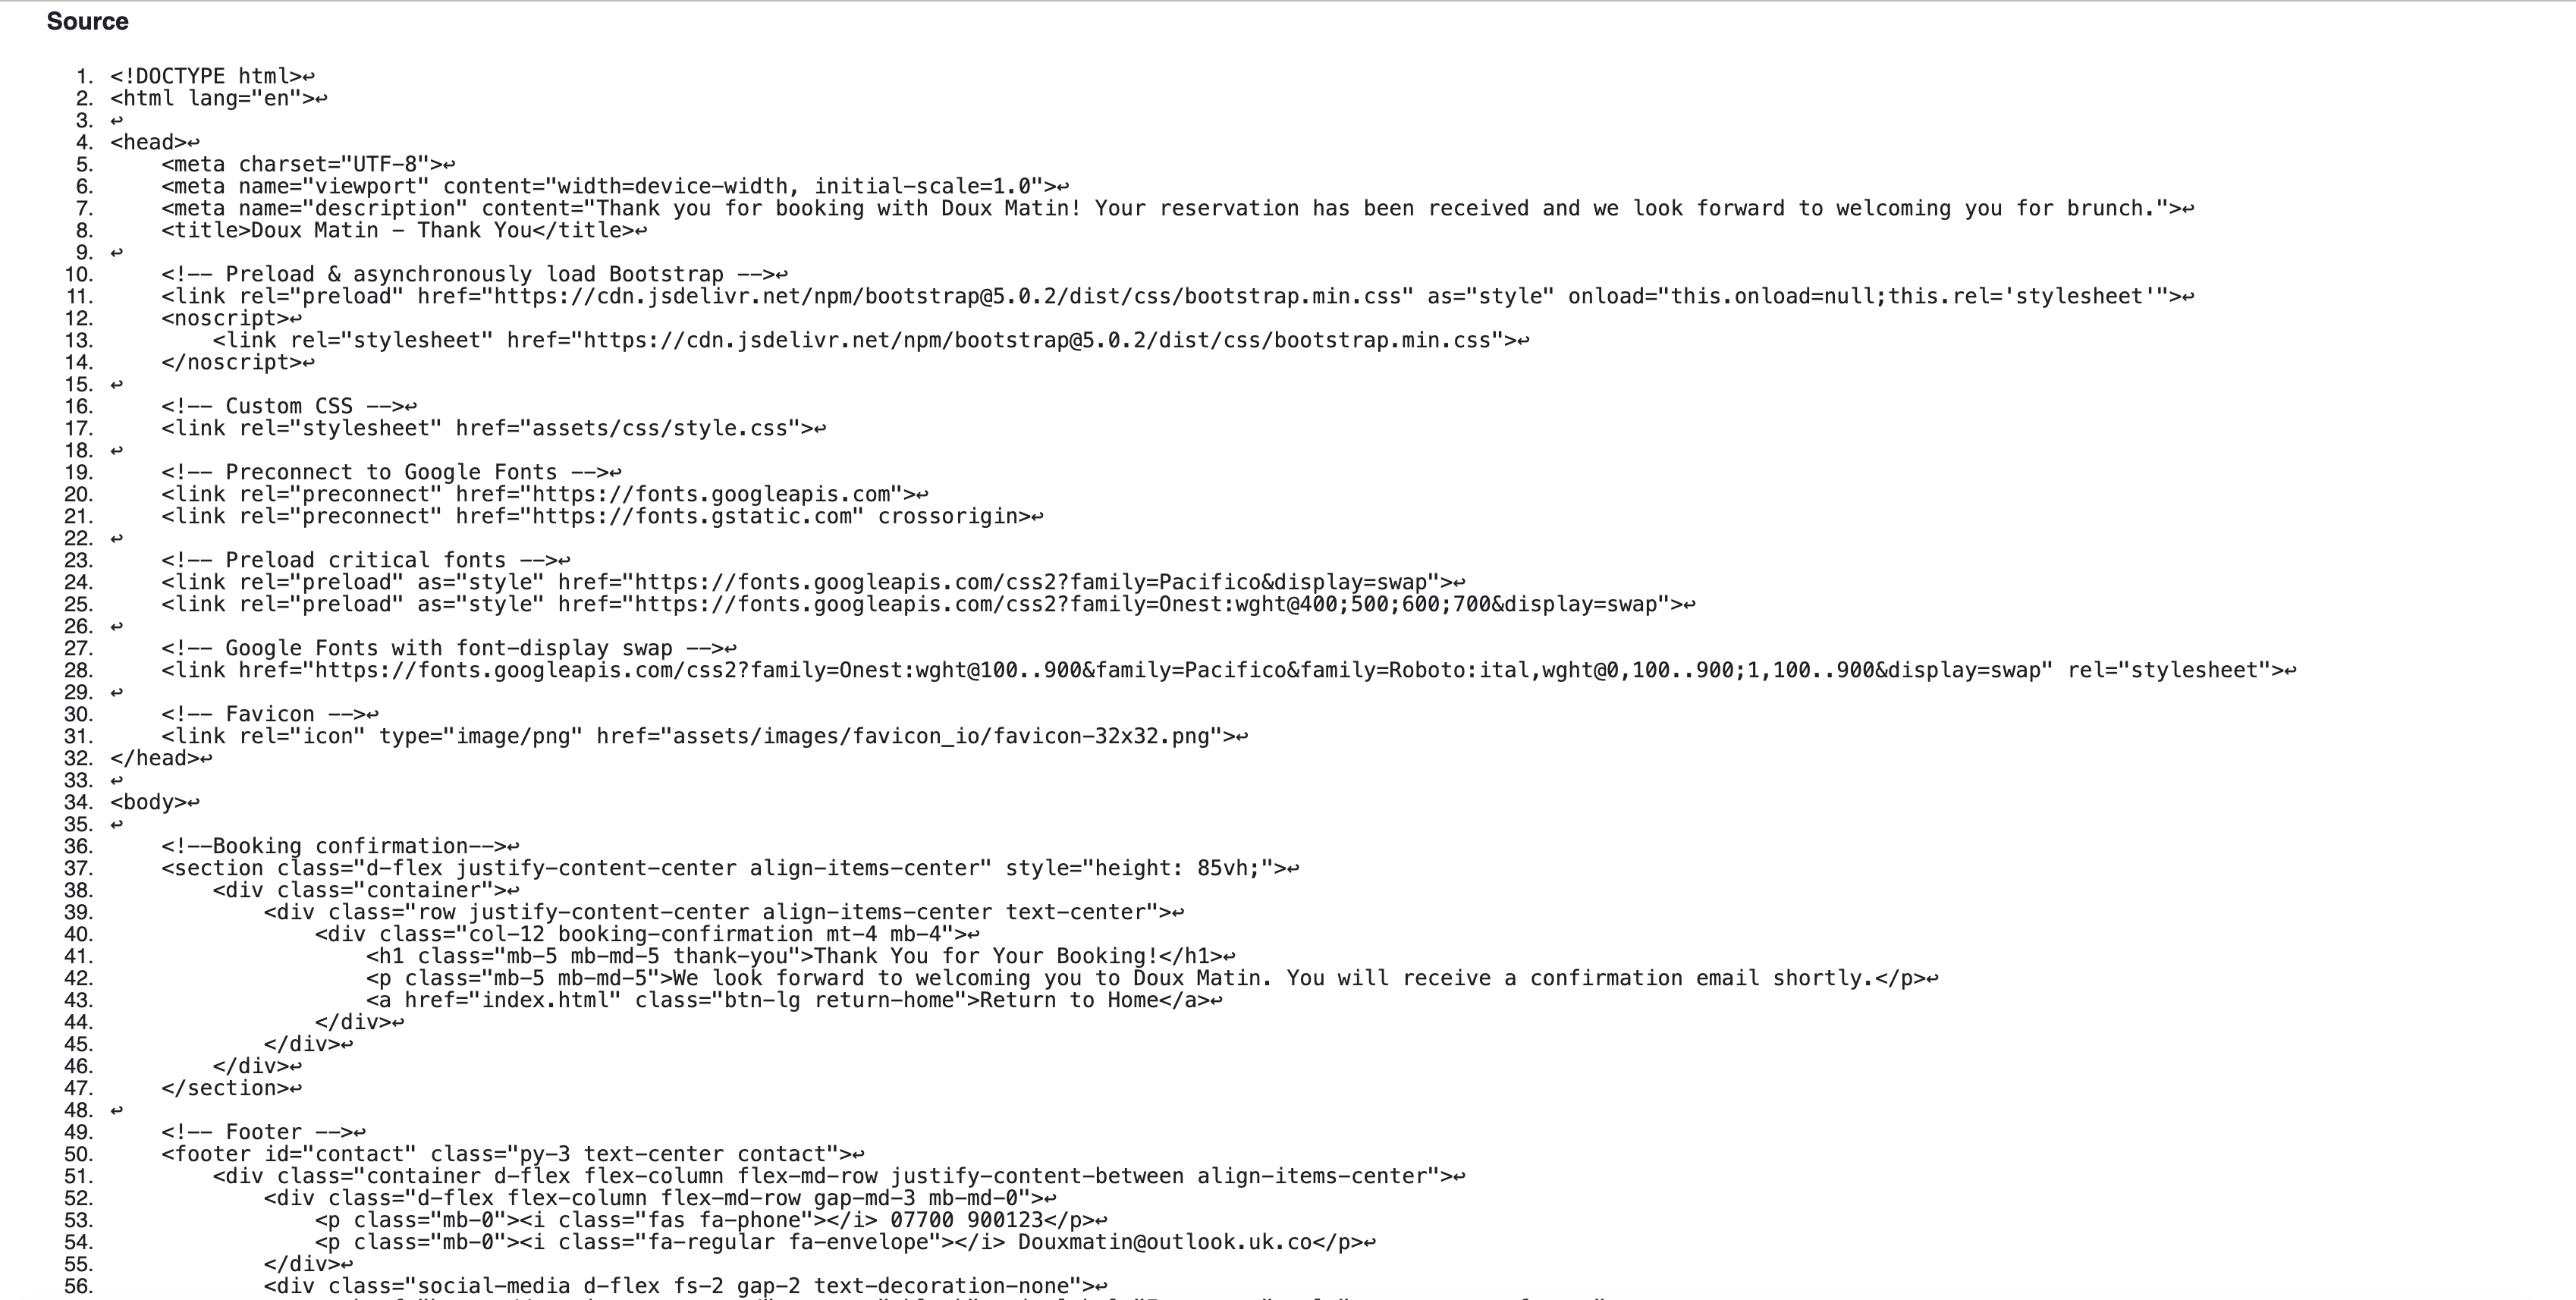 Source
1. <!DOCTYPE html>↩
2. <html lang="en">↩
3. ↩
4. <head>↩
5.     <meta charset="UTF-8">↩
6.     <meta name="viewport" content="width=device-width, initial-scale=1.0">↩
7.     <meta name="description" content="Thank you for booking with Doux Matin! Your reservation has been received and we look forward to welcoming you for brunch.">↩
8.     <title>Doux Matin – Thank You</title>↩
9. ↩
10.     <!-- Preload & asynchronously load Bootstrap -->↩
11.     <link rel="preload" href="https://cdn.jsdelivr.net/npm/bootstrap@5.0.2/dist/css/bootstrap.min.css" as="style" onload="this.onload=null;this.rel='stylesheet'">↩
12.     <noscript>↩
13.         <link rel="stylesheet" href="https://cdn.jsdelivr.net/npm/bootstrap@5.0.2/dist/css/bootstrap.min.css">↩
14.     </noscript>↩
15. ↩
16.     <!-- Custom CSS -->↩
17.     <link rel="stylesheet" href="assets/css/style.css">↩
18. ↩
19.     <!-- Preconnect to Google Fonts -->↩
20.     <link rel="preconnect" href="https://fonts.googleapis.com">↩
21.     <link rel="preconnect" href="https://fonts.gstatic.com" crossorigin>↩
22. ↩
23.     <!-- Preload critical fonts -->↩
24.     <link rel="preload" as="style" href="https://fonts.googleapis.com/css2?family=Pacifico&display=swap">↩
25.     <link rel="preload" as="style" href="https://fonts.googleapis.com/css2?family=Onest:wght@400;500;600;700&display=swap">↩
26. ↩
27.     <!-- Google Fonts with font-display swap -->↩
28.     <link href="https://fonts.googleapis.com/css2?family=Onest:wght@100..900&family=Pacifico&family=Roboto:ital,wght@0,100..900;1,100..900&display=swap" rel="stylesheet">↩
29. ↩
30.     <!-- Favicon -->↩
31.     <link rel="icon" type="image/png" href="assets/images/favicon_io/favicon-32x32.png">↩
32. </head>↩
33. ↩
34. <body>↩
35. ↩
36.     <!--Booking confirmation-->↩
37.     <section class="d-flex justify-content-center align-items-center" style="height: 85vh;">↩
38.         <div class="container">↩
39.             <div class="row justify-content-center align-items-center text-center">↩
40.                 <div class="col-12 booking-confirmation mt-4 mb-4">↩
41.                     <h1 class="mb-5 mb-md-5 thank-you">Thank You for Your Booking!</h1>↩
42.                     <p class="mb-5 mb-md-5">We look forward to welcoming you to Doux Matin. You will receive a confirmation email shortly.</p>↩
43.                     <a href="index.html" class="btn-lg return-home">Return to Home</a>↩
44.                 </div>↩
45.             </div>↩
46.         </div>↩
47.     </section>↩
48. ↩
49.     <!-- Footer -->↩
50.     <footer id="contact" class="py-3 text-center contact">↩
51.         <div class="container d-flex flex-column flex-md-row justify-content-between align-items-center">↩
52.             <div class="d-flex flex-column flex-md-row gap-md-3 mb-md-0">↩
53.                 <p class="mb-0"><i class="fas fa-phone"></i> 07700 900123</p>↩
54.                 <p class="mb-0"><i class="fa-regular fa-envelope"></i> Douxmatin@outlook.uk.co</p>↩
55.             </div>↩
56.             <div class="social-media d-flex fs-2 gap-2 text-decoration-none">↩